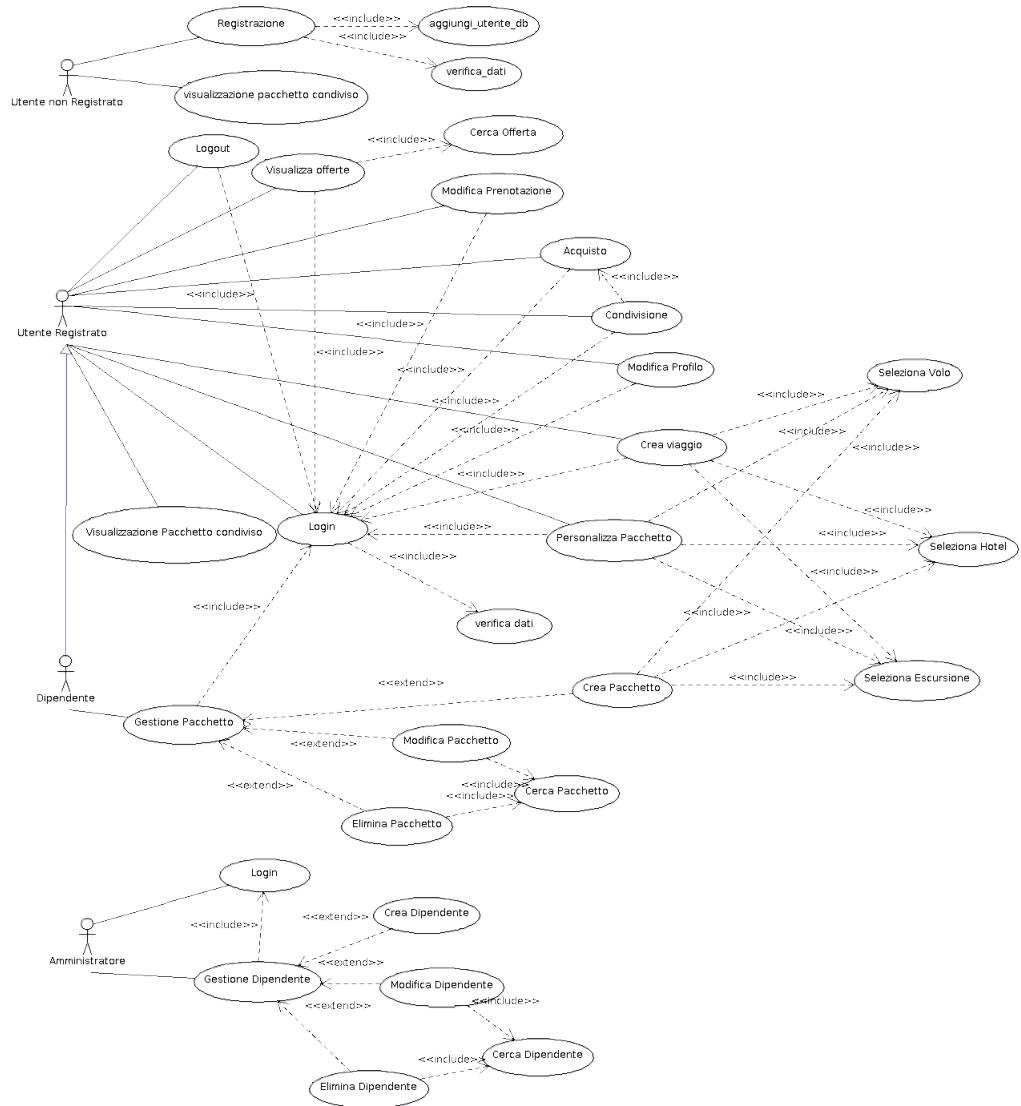 Registrazione
<<include>>
aggiungi_utente_db
<<include>>
verifica_dati
Utente non Registrato
visualizzazione pacchetto condiviso
Cerca Offerta
<<include>>
Logout
Visualizza offerte
Modifica Prenotazione
Acquisto
<<include>>
<<include>>
Condivisione
<<include>>
Utente Registrato
<<include>>
Modifica Profilo
Seleziona Volo
<<include>>
<<include>>
<<include>>
<<include>>
Crea viaggio
<<include>>
<<include>>
Login
<<include>>
Visualizzazione Pacchetto condiviso
Personalizza Pacchetto
<<include>>
Seleziona Hotel
<<include>>
<<include>>
<<include>>
<<include>>
verifica dati
<<include>>
Dipendente
<<extend>>
Crea Pacchetto
<<include>>
Seleziona Escursione
Gestione Pacchetto
<<extend>>
Modifica Pacchetto
<<extend>>
<<include>>
<<include>>
Cerca Pacchetto
Elimina Pacchetto
Login
<<include>>
<<extend>>
Crea Dipendente
Amministratore
<<extend>>
Gestione Dipendente
Modifica Dipendente
<<extend>>
<<include>>
<<include>>
Cerca Dipendente
Elimina Dipendente